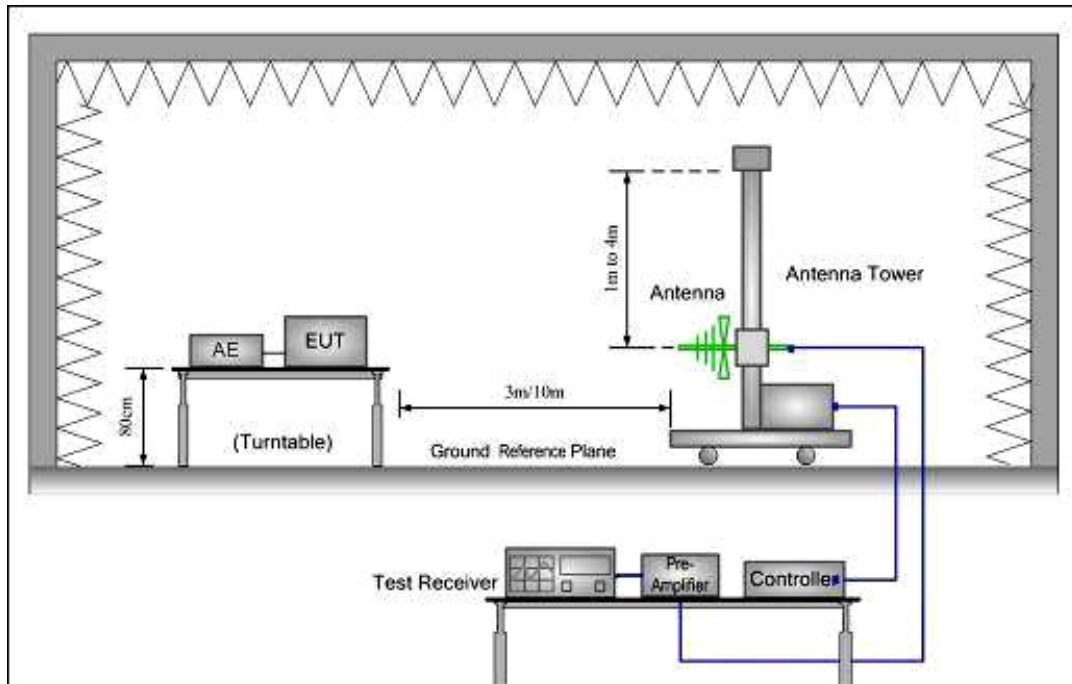 1m to 4m
Antenna Tower
Antenna
AE
EUT
3m/10m
80cm
(Turntable)
Ground Reference Plane
Test Receiver
Pre-
Amplifier
Controller